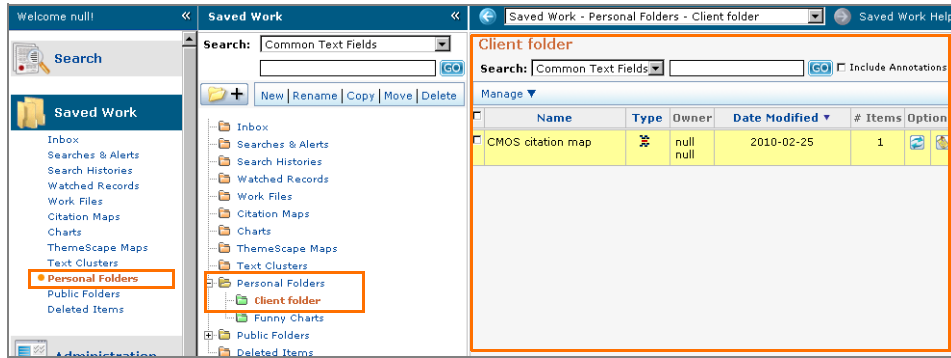 Welcome null! «
Search
Saved Work
Inbox
Searches & Alerts
Search Histories
Watched Records
Work Files
Citation Maps
Charts
ThemeScape Maps
Text Clusters
Personal Folders
Public Folders
Deleted Items
Administration
Saved Work «
Search: Common Text Fields
GO
+ New | Rename | Copy | Move | Delete
Inbox
Searches & Alerts
Search Histories
Watched Records
Work Files
Citation Maps
Charts
ThemeScape Maps
Text Clusters
Personal Folders
Client folder
Funny Charts
Public Folders
Deleted Items
Saved Work - Personal Folders - Client folder Saved Work Help
Client folder
Search: Common Text Fields GO Include Annotations
Manage ▼
Name Type Owner Date Modified ▼ # Items Option
CMOS citation map null null 2010-02-25 1